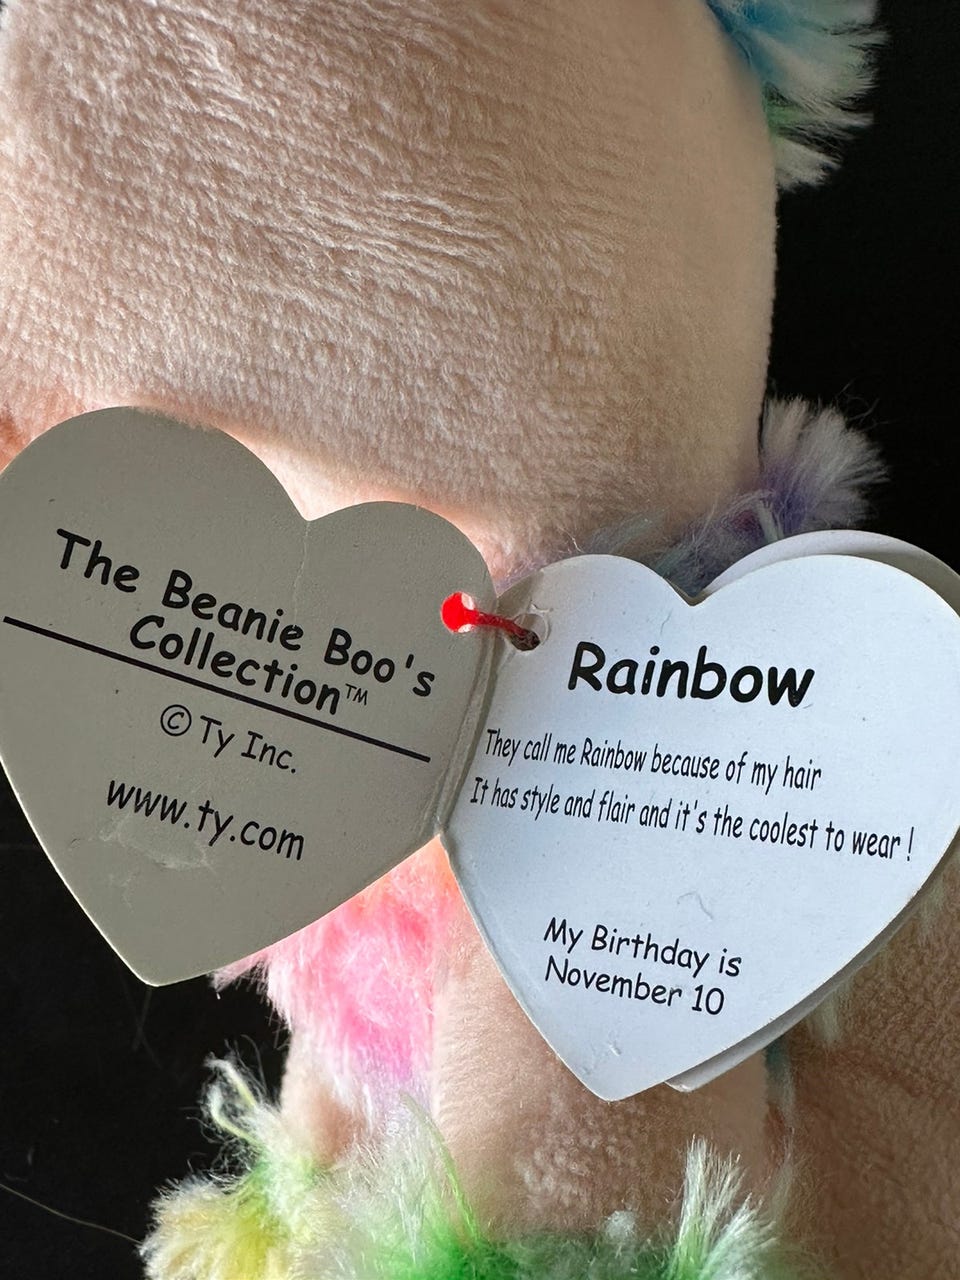 The Beanie Boo's
Collection™
© Ty Inc.
www.ty.com
Rainbow
They call me Rainbow because of my hair
It has style and flair and it's the coolest to wear !
My Birthday is
November 10